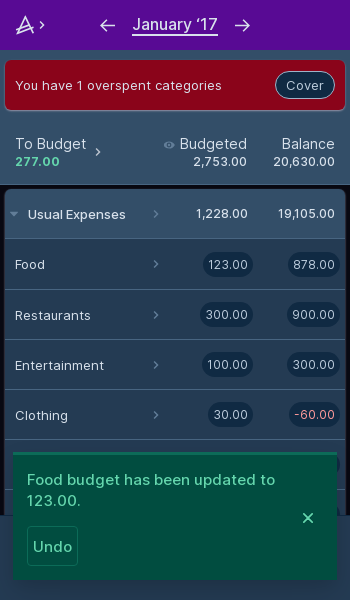 January ‘17
You have 1 overspent categories
Cover
To Budget Budgeted Balance
277.00 2,753.00 20,630.00
Usual Expenses 1,228.00 19,105.00
Food 123.00 878.00
Restaurants 300.00 900.00
Entertainment 100.00 300.00
Clothing 30.00 -60.00
Food budget has been updated to
123.00.
Undo